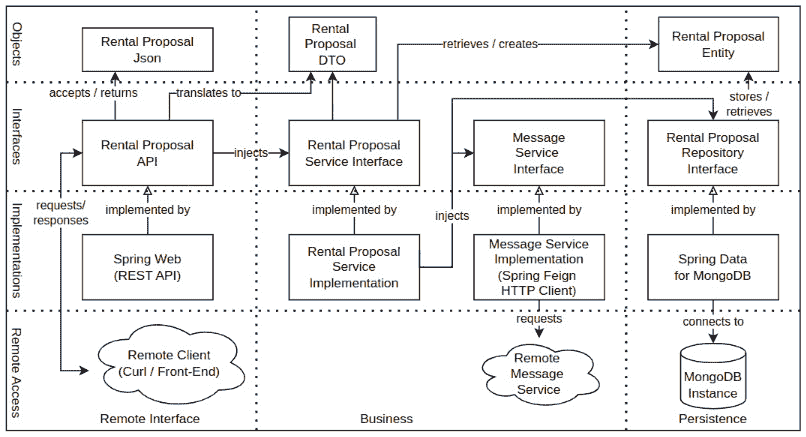 Objects
Rental Proposal
Json
Rental
Proposal
DTO
retrieves / creates
Rental Proposal
Entity
accepts / returns
translates to
stores /
retrieves
Interfaces
Rental Proposal
API
injects
Rental Proposal
Service Interface
Message
Service
Interface
Rental Proposal
Repository
Interface
requests/
responses
implemented by
implemented by
injects
implemented by
implemented by
Implementations
Spring Web
(REST API)
Rental Proposal
Service
Implementation
Message Service
Implementation
(Spring Feign
HTTP Client)
Spring Data
for MongoDB
requests
connects to
Remote Access
Remote Client
(Curl / Front-End)
Remote
Message
Service
MongoDB
Instance
Remote Interface
Business
Persistence